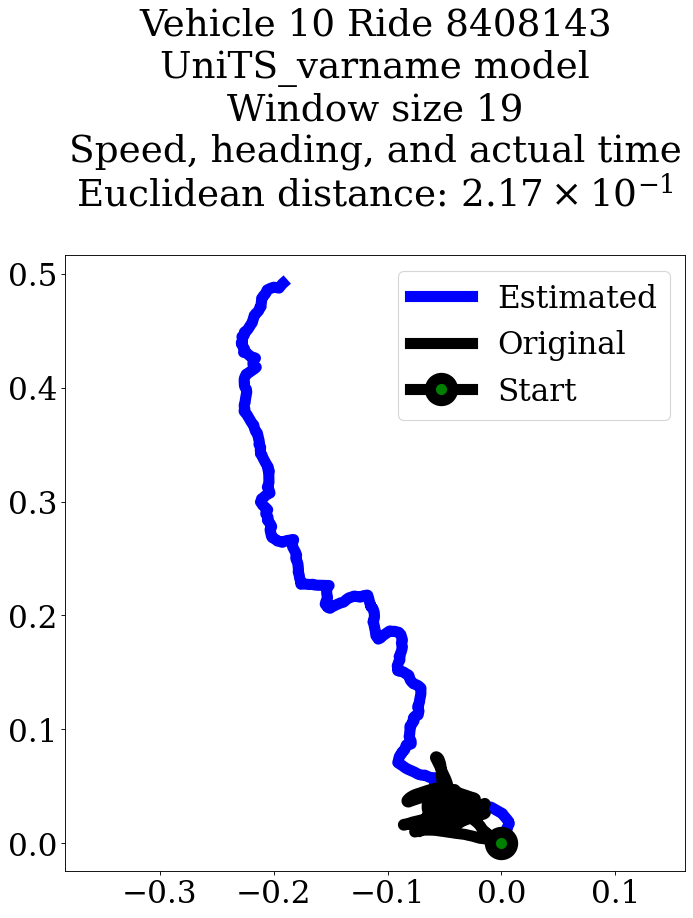 Vehicle 10 Ride 8408143
UniTS_varname model
Window size 19
Speed, heading, and actual time
Euclidean distance: 2.17 × 10⁻¹
0.5
0.4
0.3
0.2
0.1
0.0
Estimated
Original
Start
−0.3 −0.2 −0.1 0.0 0.1